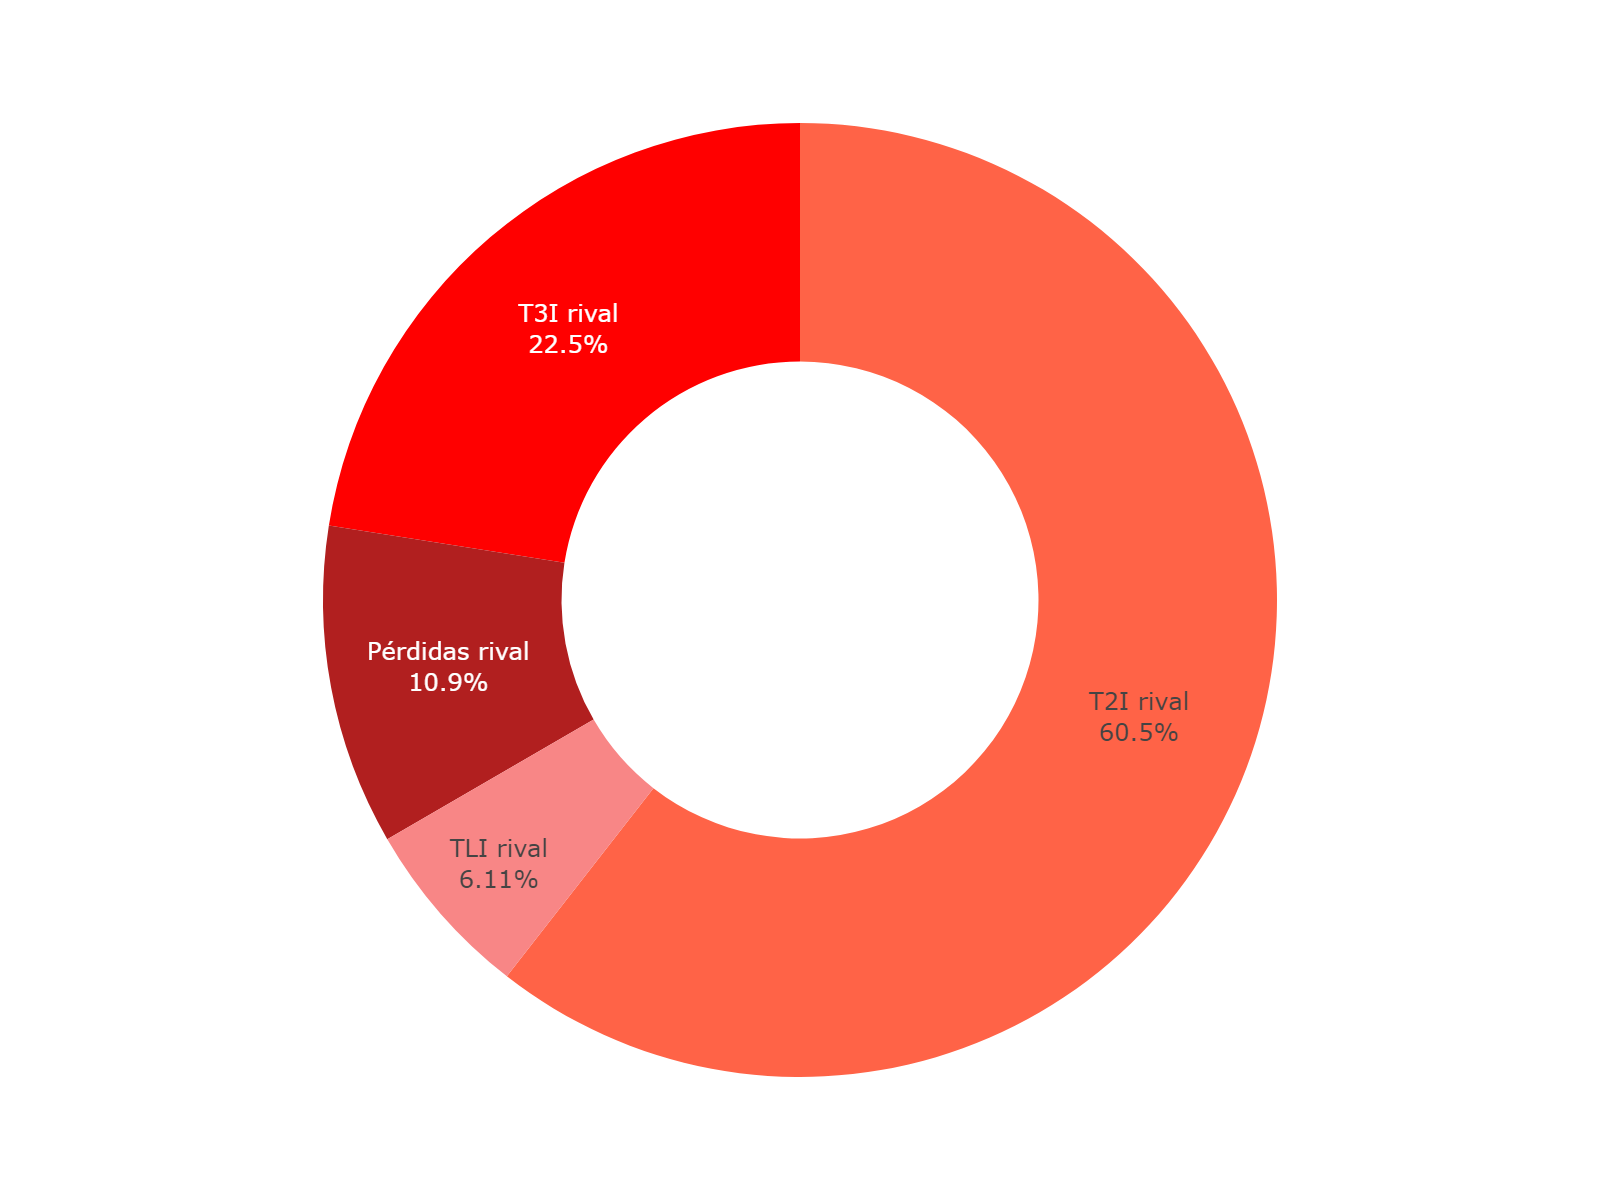 T3I rival
22.5%
Pérdidas rival
10.9%
T2I rival
60.5%
TLI rival
6.11%